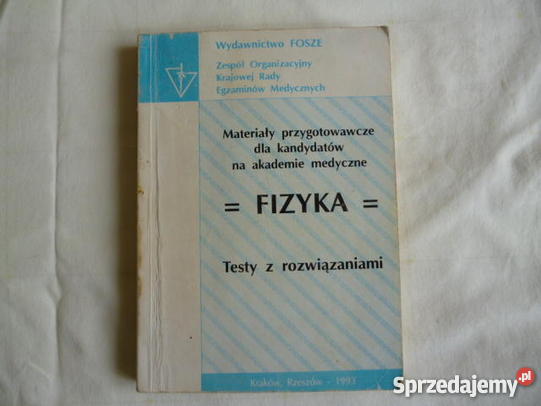 Wydawnictwo FOSZE
Zespół Organizacyjny
Krajowej Rady
Egzaminów Medycznych
Materiały przygotowawcze
dla kandydatów
na akademie medyczne
= FIZYKA =
Testy z rozwiązaniami
Kraków, Rzeszów - 1993
Sprzedajemy.pl